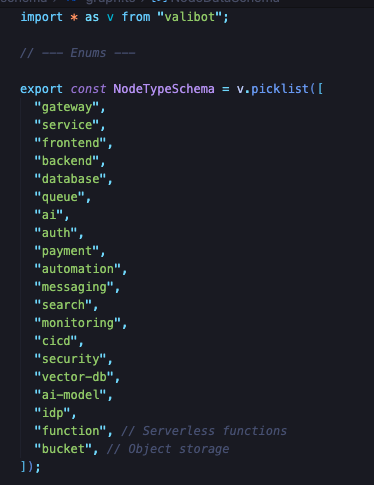 import * as v from "valibot";
// ─── Enums ───
export const NodeTypeSchema = v.picklist([
"gateway",
"service",
"frontend",
"backend",
"database",
"queue",
"ai",
"auth",
"payment",
"automation",
"messaging",
"search",
"monitoring",
"cicd",
"security",
"vector-db",
"ai-model",
"idp",
"function", // Serverless functions
"bucket", // Object storage
]);